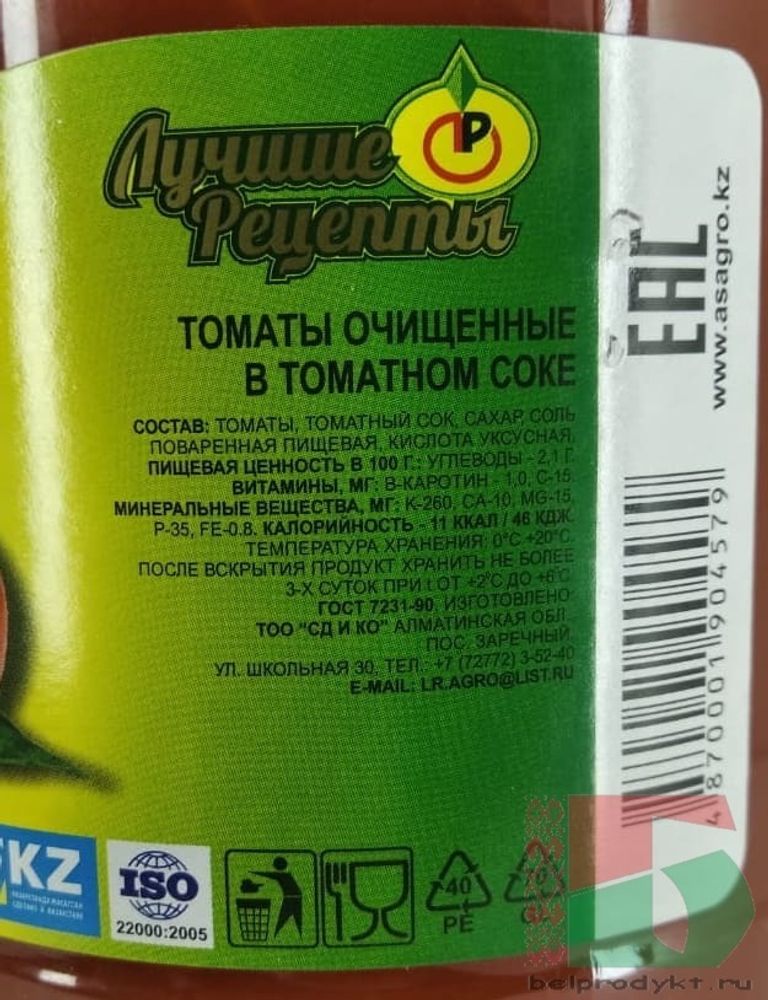 Лучшие
Рецепты
ТОМАТЫ ОЧИЩЕННЫЕ
В ТОМАТНОМ СОКЕ
СОСТАВ: ТОМАТЫ, ТОМАТНЫЙ СОК, САХАР, СОЛЬ
ПОВАРЕННАЯ ПИЩЕВАЯ, КИСЛОТА УКСУСНАЯ.
ПИЩЕВАЯ ЦЕННОСТЬ В 100 Г.: УГЛЕВОДЫ - 2,1 Г.
ВИТАМИНЫ, МГ: В-КАРОТИН - 1,0, С-15.
МИНЕРАЛЬНЫЕ ВЕЩЕСТВА, МГ: K-260, CA-10, MG-15,
P-35, FE-0.8. КАЛОРИЙНОСТЬ - 11 ККАЛ / 46 КДЖ.
ТЕМПЕРАТУРА ХРАНЕНИЯ: 0°С +20°С.
ПОСЛЕ ВСКРЫТИЯ ПРОДУКТ ХРАНИТЬ НЕ БОЛЕЕ
3-Х СУТОК ПРИ t ОТ +2°С ДО +6°С
ГОСТ 7231-90. ИЗГОТОВЛЕНО:
ТОО "СД И КО" АЛМАТИНСКАЯ ОБЛ.,
ПОС. ЗАРЕЧНЫЙ,
УЛ. ШКОЛЬНАЯ 30, ТЕЛ.: +7 (72772) 3-52-40
E-MAIL: LR.AGRO@LIST.RU
EAC
www.asagro.kz
4870001904579
KZ
СДЕЛАНО В КАЗАХСТАНЕ
ISO
22000:2005
40
PE
70
belprodykt.ru